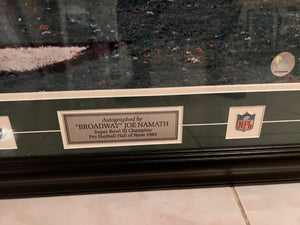 Autographed by
"BROADWAY" JOE NAMATH
Super Bowl III Champion
Pro Football Hall of Fame 1985
NFL